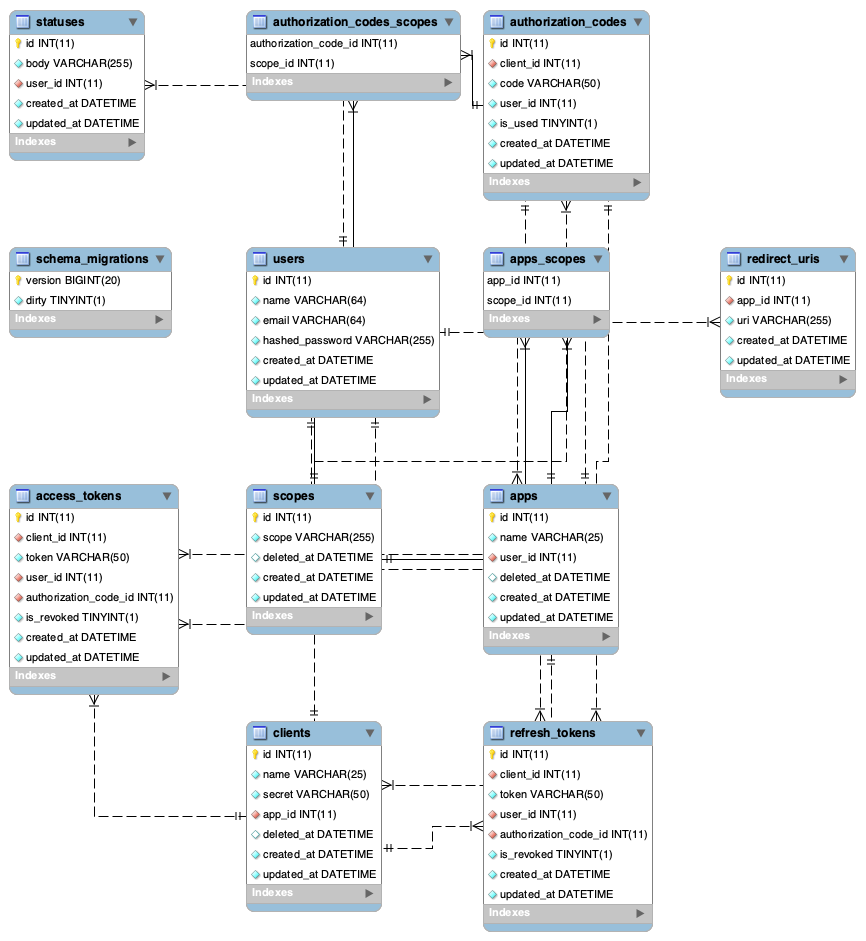 statuses
id INT(11)
body VARCHAR(255)
user_id INT(11)
created_at DATETIME
updated_at DATETIME
Indexes
authorization_codes_scopes
authorization_code_id INT(11)
scope_id INT(11)
Indexes
authorization_codes
id INT(11)
client_id INT(11)
code VARCHAR(50)
user_id INT(11)
is_used TINYINT(1)
created_at DATETIME
updated_at DATETIME
Indexes
schema_migrations
version BIGINT(20)
dirty TINYINT(1)
Indexes
users
id INT(11)
name VARCHAR(64)
email VARCHAR(64)
hashed_password VARCHAR(255)
created_at DATETIME
updated_at DATETIME
Indexes
apps_scopes
app_id INT(11)
scope_id INT(11)
Indexes
redirect_uris
id INT(11)
app_id INT(11)
uri VARCHAR(255)
created_at DATETIME
updated_at DATETIME
Indexes
access_tokens
id INT(11)
client_id INT(11)
token VARCHAR(50)
user_id INT(11)
authorization_code_id INT(11)
is_revoked TINYINT(1)
created_at DATETIME
updated_at DATETIME
Indexes
scopes
id INT(11)
scope VARCHAR(255)
deleted_at DATETIME
created_at DATETIME
updated_at DATETIME
Indexes
apps
id INT(11)
name VARCHAR(25)
user_id INT(11)
deleted_at DATETIME
created_at DATETIME
updated_at DATETIME
Indexes
clients
id INT(11)
name VARCHAR(25)
secret VARCHAR(50)
app_id INT(11)
deleted_at DATETIME
created_at DATETIME
updated_at DATETIME
Indexes
refresh_tokens
id INT(11)
client_id INT(11)
token VARCHAR(50)
user_id INT(11)
authorization_code_id INT(11)
is_revoked TINYINT(1)
created_at DATETIME
updated_at DATETIME
Indexes